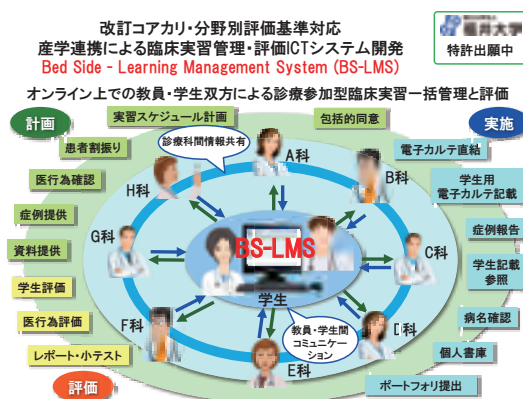 改訂コアカリ・分野別評価基準対応
産学連携による臨床実習管理・評価ICTシステム開発
Bed Side - Learning Management System (BS-LMS)
福井大学
特許出願中
オンライン上での教員・学生双方による診療参加型臨床実習一括管理と評価
計画
実習スケジュール計画
包括的同意
実施
患者割振り
診療科間情報共有
A科
電子カルテ直結
医行為確認
H科
B科
学生用
電子カルテ記載
症例提供
症例報告
G科
BS-LMS
C科
資料提供
学生記載
参照
学生評価
学生
病名確認
医行為評価
F科
教員・学生間
コミュニケー
ション
D科
個人書庫
レポート・小テスト
E科
評価
ポートフォリ提出